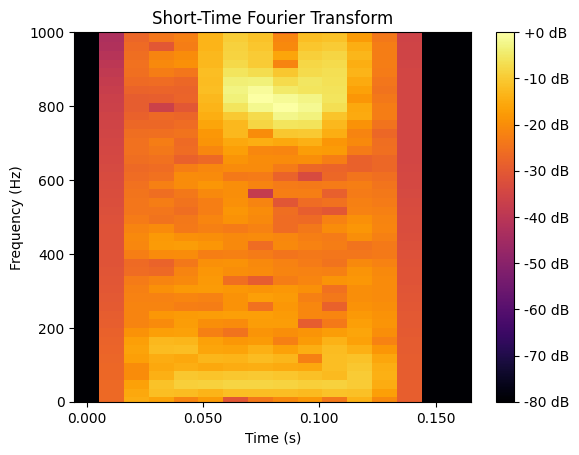 Short-Time Fourier Transform
Frequency (Hz)
1000
800
600
400
200
0
0.000
0.050
0.100
0.150
Time (s)
+0 dB
-10 dB
-20 dB
-30 dB
-40 dB
-50 dB
-60 dB
-70 dB
-80 dB